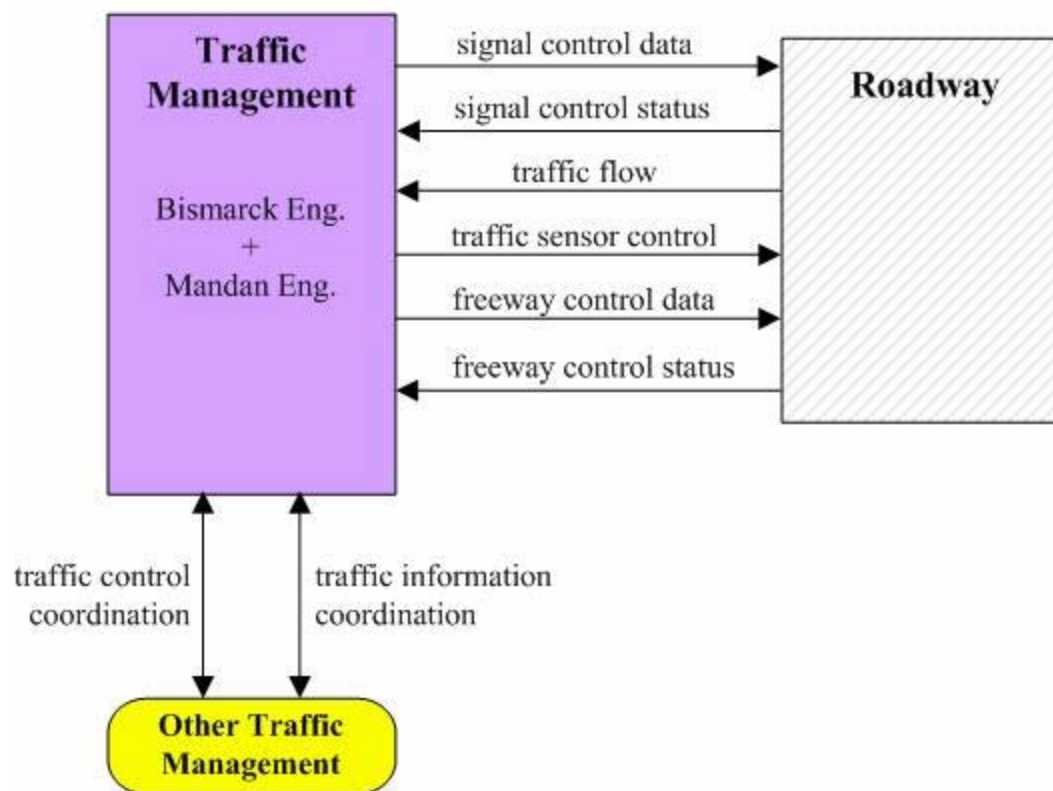 Traffic
Management
Bismarck Eng.
+
Mandan Eng.
signal control data
signal control status
traffic flow
traffic sensor control
freeway control data
freeway control status
Roadway
traffic control
coordination
traffic information
coordination
Other Traffic
Management